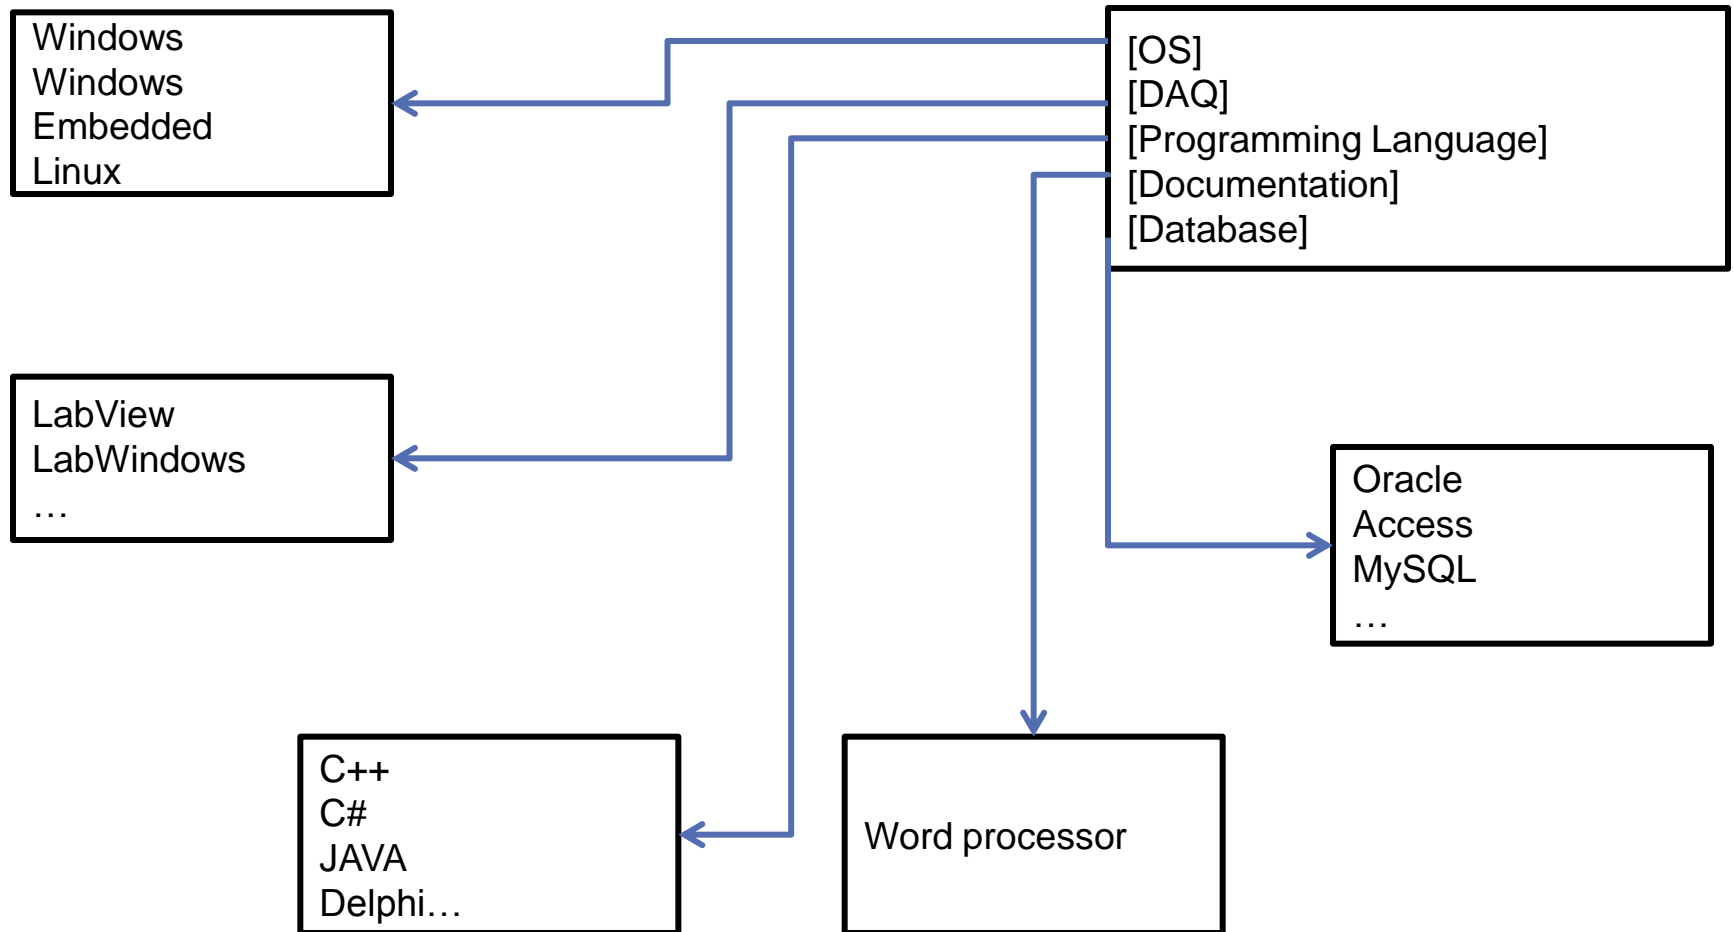 Windows
Windows
Embedded
Linux
[OS]
[DAQ]
[Programming Language]
[Documentation]
[Database]
LabView
LabWindows
…
Oracle
Access
MySQL
…
C++
C#
JAVA
Delphi…
Word processor